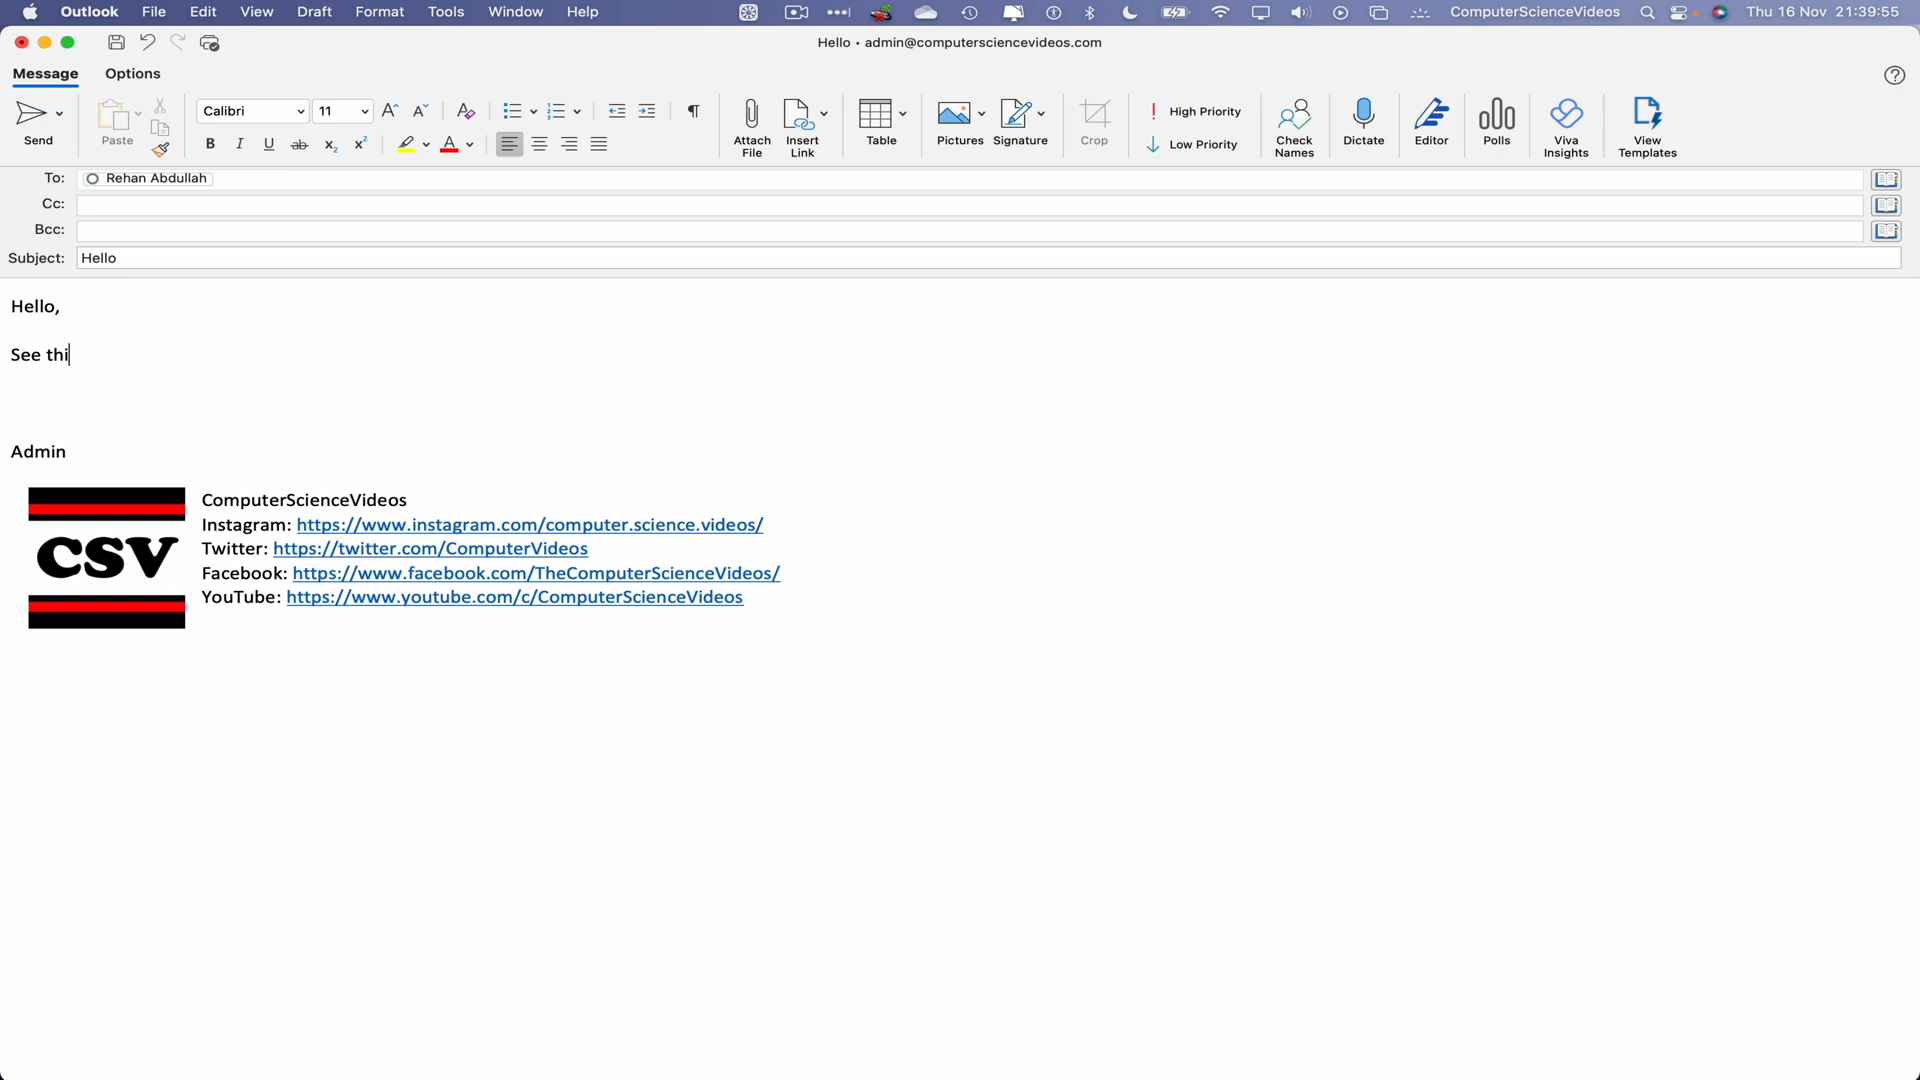 Outlook File Edit View Draft Format Tools Window Help ComputerScienceVideos Thu 16 Nov 21:39:55
Hello • admin@computersciencevideos.com
Message Options
Send Paste Calibri 11 Attach File Insert Link Table Pictures Signature Crop High Priority Low Priority Check Names Dictate Editor Polls Viva Insights View Templates
To: Rehan Abdullah
Cc:
Bcc:
Subject: Hello
Hello,
See thi
Admin
CSV
ComputerScienceVideos
Instagram: https://www.instagram.com/computer.science.videos/
Twitter: https://twitter.com/ComputerVideos
Facebook: https://www.facebook.com/TheComputerScienceVideos/
YouTube: https://www.youtube.com/c/ComputerScienceVideos